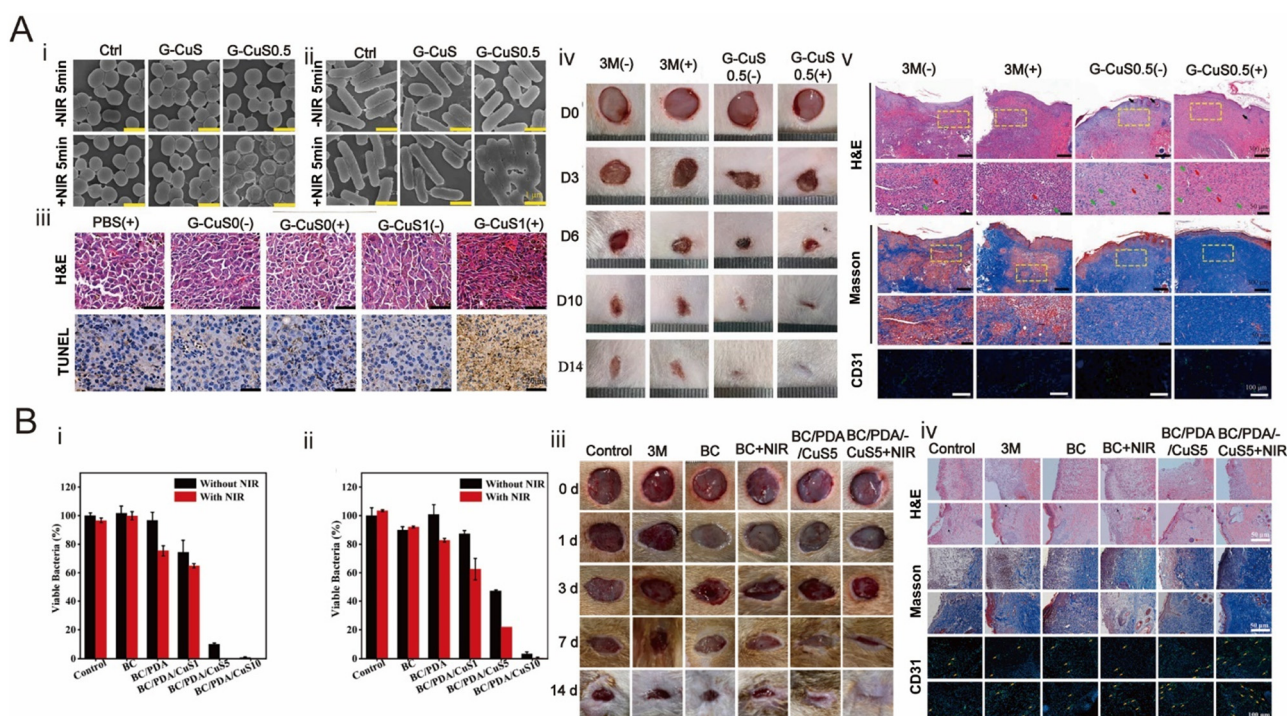 A
i
Ctrl G-CuS G-CuS0.5
-NIR 5min
+NIR 5min
ii
Ctrl G-CuS G-CuS0.5
-NIR 5min
+NIR 5min
1 μm
iii
PBS(+) G-CuS0(-) G-CuS0(+) G-CuS1(-) G-CuS1(+)
H&E
TUNEL
iv
3M(-) 3M(+) G-CuS 0.5(-) G-CuS 0.5(+)
D0
D3
D6
D10
D14
V
3M(-) 3M(+) G-CuS0.5(-) G-CuS0.5(+)
H&E
Masson
CD31
100 μm
B
i
Without NIR
With NIR
Viable Bacteria (%)
120
100
80
60
40
20
0
Control BC BC/PDA BC/PDA/CuS1 BC/PDA/CuS5 BC/PDA/CuS10
ii
Without NIR
With NIR
Viable Bacteria (%)
120
100
80
60
40
20
0
Control BC BC/PDA BC/PDA/CuS1 BC/PDA/CuS5 BC/PDA/CuS10
iii
Control 3M BC BC+NIR BC/PDA /CuS5 BC/PDA/- CuS5+NIR
0 d
1 d
3 d
7 d
14 d
iv
Control 3M BC BC+NIR BC/PDA /CuS5 BC/PDA/- CuS5+NIR
H&E
50 μm
Masson
50 μm
CD31
100 μm